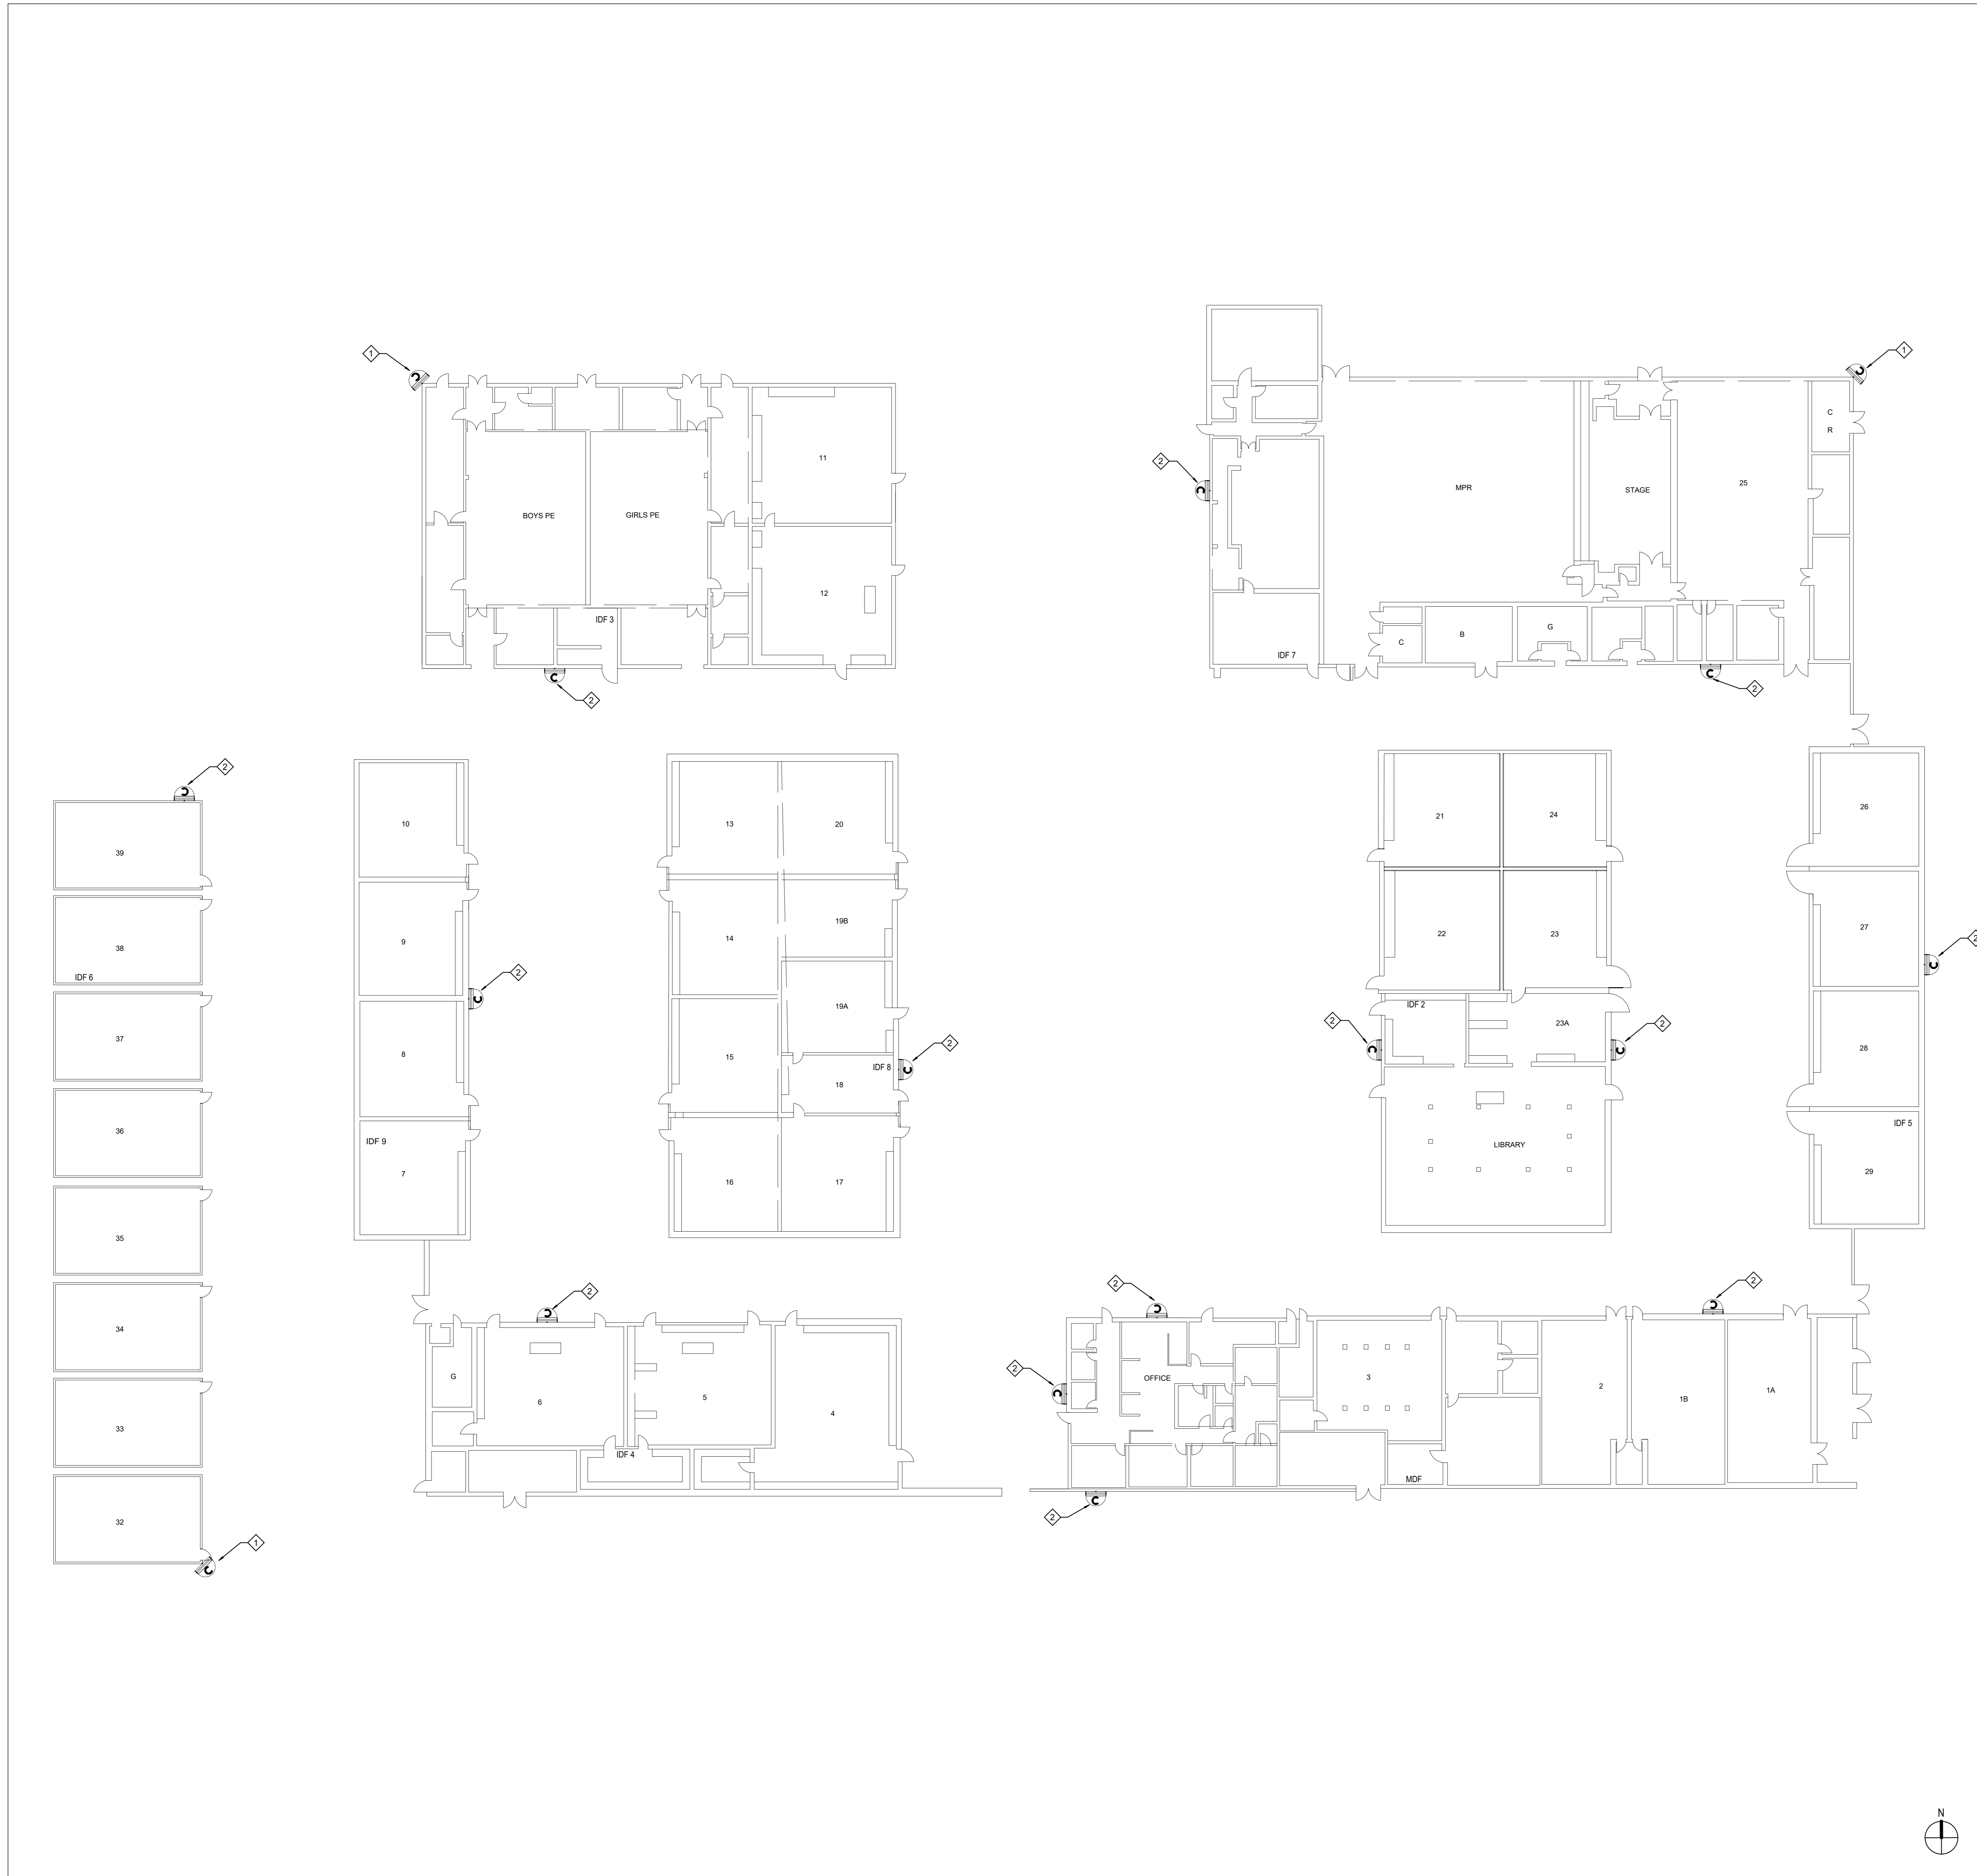 1
C
1
C
C
R
11
2
25
MPR
STAGE
C
BOYS PE
GIRLS PE
12
IDF 3
G
B
C
IDF 7
C
2
C
2
2
C
10
13
20
21
24
26
39
19B
14
27
22
23
2
9
38
2
C
IDF 6
2
C
C
IDF 2
19A
23A
2
2
37
2
C
C
8
15
28
IDF 8
C
18
IDF 5
36
IDF 9
LIBRARY
7
16
17
29
35
2
2
2
C
C
C
34
2
G
OFFICE
3
1A
C
6
5
2
1B
4
33
IDF 4
MDF
C
2
32
1
C
N